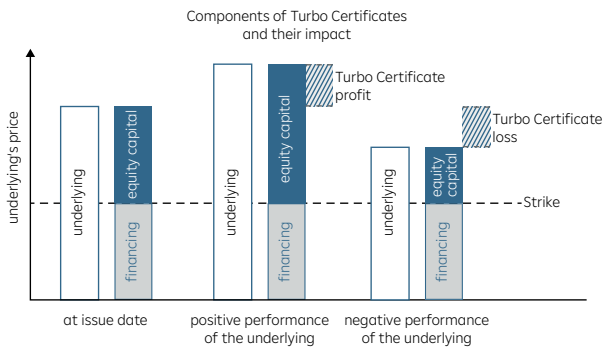 Components of Turbo Certificates
and their impact
underlying's price
underlying
equity capital
financing
underlying
equity capital
financing
Turbo Certificate
profit
underlying
equity
capital
financing
Turbo Certificate
loss
Strike
at issue date
positive performance
of the underlying
negative performance
of the underlying